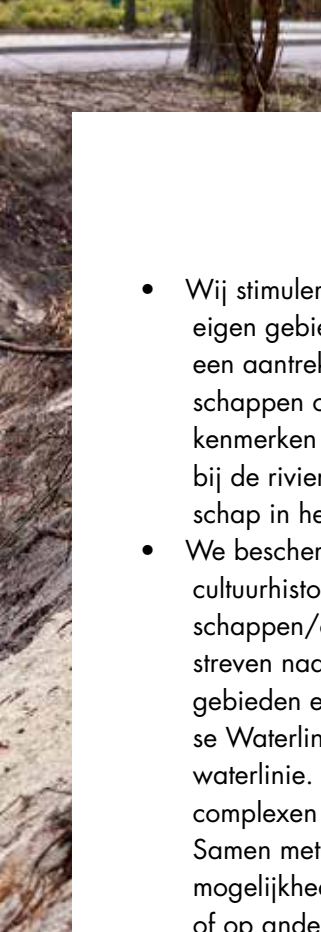 • Wij stimuler
eigen gebie
een aantrel
schappen o
kenmerken
bij de rivier
schap in he
• We bescher
cultuurhisto
schappen/
streven nac
gebieden e
se Waterlin
waterlinie.
complexen
Samen met
mogelijkhe
of op ande